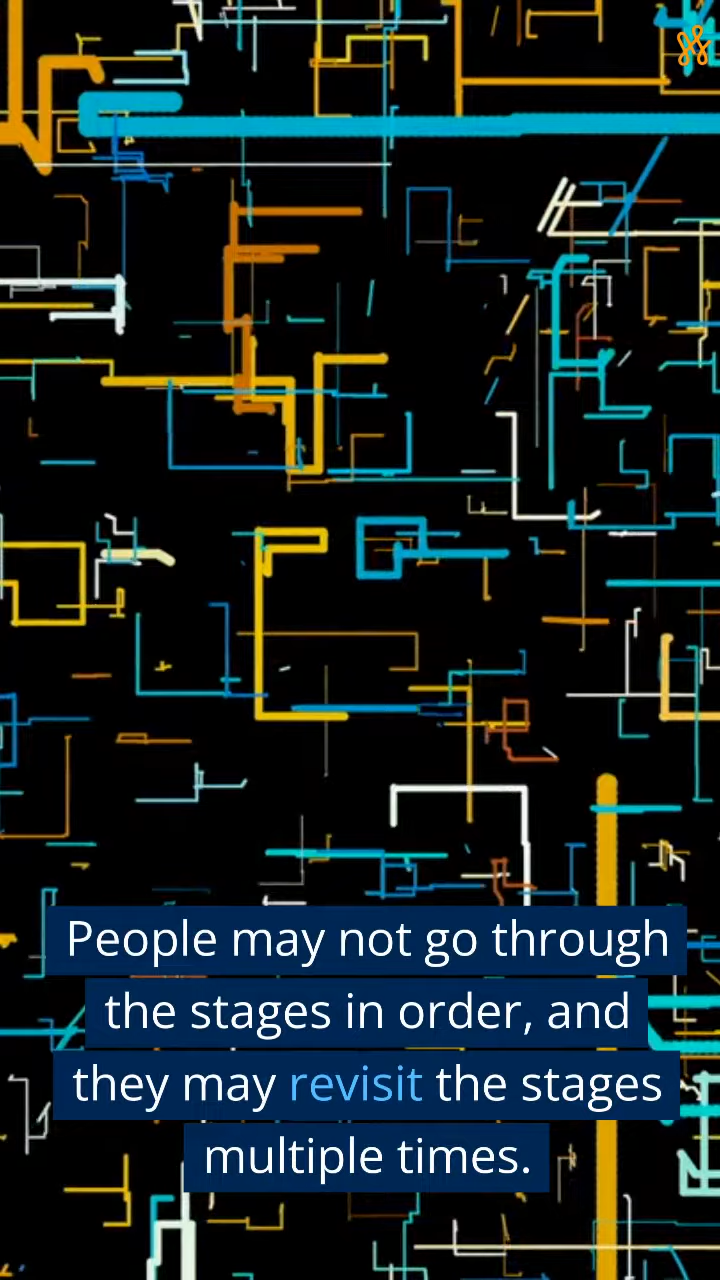 People may not go through
the stages in order, and
they may revisit the stages
multiple times.